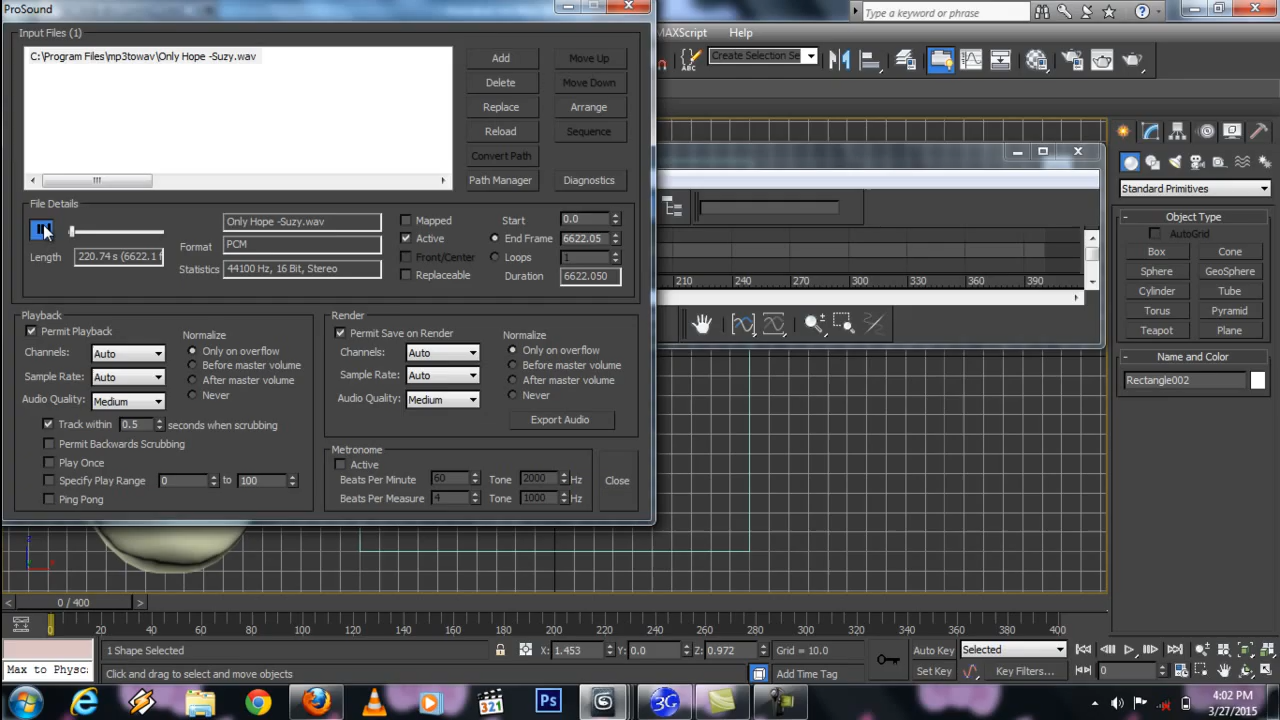 ProSound
Type a keyword or phrase
Input Files (1)
MAXScript
Help
C:\Program Files\mp3towav\Only Hope -Suzy.wav
Add
Move Up
Create Selection Se
Delete
Move Down
Replace
Arrange
Reload
Sequence
Convert Path
Path Manager
Diagnostics
Standard Primitives
File Details
Only Hope -Suzy.wav
Mapped
Start
0.0
Object Type
AutoGrid
Format
PCM
Active
End Frame
6622.05
Box
Cone
Length
220.74 s (6622.1 f
Front/Center
Loops
1
Sphere
GeoSphere
Statistics
44100 Hz, 16 Bit, Stereo
Replaceable
Duration
6622.050
210
240
270
300
330
360
390
Cylinder
Tube
Torus
Pyramid
Teapot
Plane
Playback
Permit Playback
Normalize
Channels:
Auto
Only on overflow
Before master volume
Sample Rate:
Auto
After master volume
Never
Audio Quality:
Medium
Track within
0.5
seconds when scrubbing
Permit Backwards Scrubbing
Play Once
Specify Play Range
0
to
100
Ping Pong
Render
Permit Save on Render
Normalize
Channels:
Auto
Only on overflow
Before master volume
Sample Rate:
Auto
After master volume
Never
Audio Quality:
Medium
Export Audio
Metronome
Active
Beats Per Minute
60
Tone
2000
Hz
Beats Per Measure
4
Tone
1000
Hz
Close
Name and Color
Rectangle002
0 / 400
0
20
40
60
80
100
120
140
160
180
200
220
240
260
280
300
320
340
360
380
400
1 Shape Selected
X:
1.453
Y:
0.0
Z:
0.972
Grid = 10.0
Auto Key
Selected
Max to Physc
Click and drag to select and move objects
Add Time Tag
Set Key
Key Filters...
0
321
Ps
3G
4:02 PM
3/27/2015